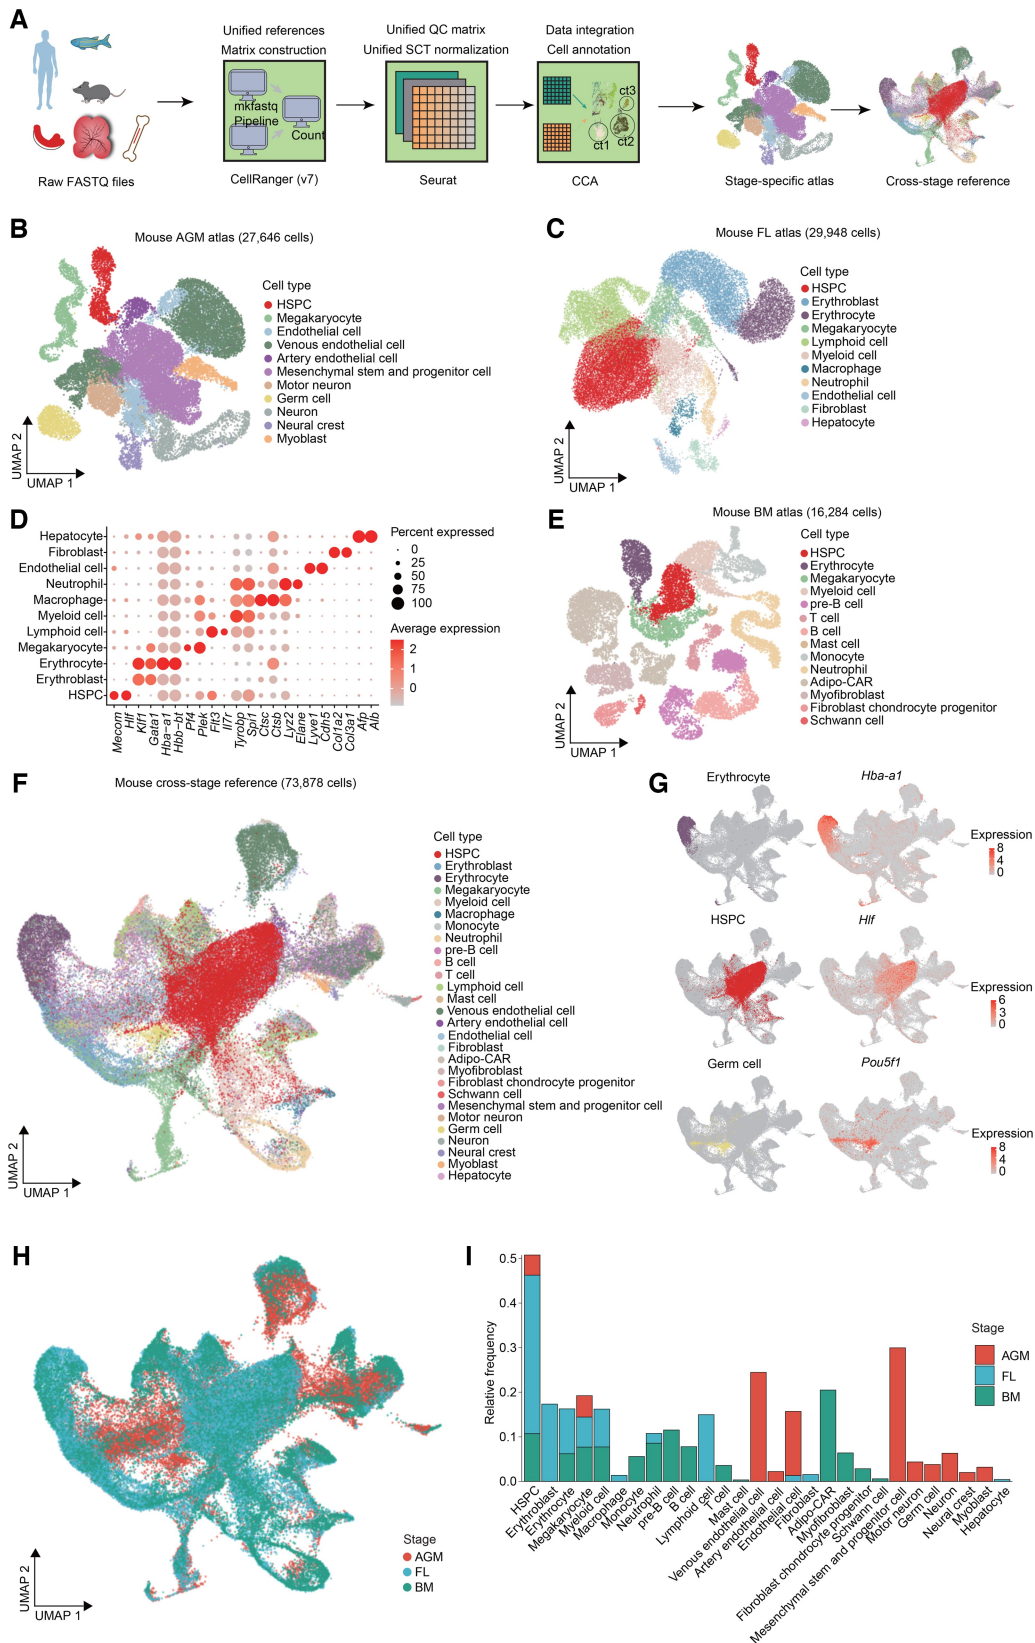 A
Unified references
Matrix construction
Unified QC matrix
Unified SCT normalization
Data integration
Cell annotation
mkfastq
Pipeline
Count
ct3
ct1
ct2
Raw FASTQ files
CellRanger (v7)
Seurat
CCA
Stage-specific atlas
Cross-stage reference
B
Mouse AGM atlas (27,646 cells)
Cell type
HSPC
Megakaryocyte
Endothelial cell
Venous endothelial cell
Artery endothelial cell
Mesenchymal stem and progenitor cell
Motor neuron
Germ cell
Neuron
Neural crest
Myoblast
UMAP 2
UMAP 1
C
Mouse FL atlas (29,948 cells)
Cell type
HSPC
Erythroblast
Erythrocyte
Megakaryocyte
Lymphoid cell
Myeloid cell
Macrophage
Neutrophil
Endothelial cell
Fibroblast
Hepatocyte
UMAP 2
UMAP 1
D
Hepatocyte
Fibroblast
Endothelial cell
Neutrophil
Macrophage
Myeloid cell
Lymphoid cell
Megakaryocyte
Erythrocyte
Erythroblast
HSPC
Mecom
Hlf
Klf1
Gata1
Hba-a1
Hbb-bt
Pf4
Plek
Flt3
Il7r
Tyrobp
Spi1
Ctsc
Ctsb
Lyz2
Elane
Lyve1
Cdh5
Col1a2
Col3a1
Afp
Alb
Percent expressed
0
25
50
75
100
Average expression
2
1
0
E
Mouse BM atlas (16,284 cells)
Cell type
HSPC
Erythrocyte
Megakaryocyte
Myeloid cell
pre-B cell
T cell
B cell
Mast cell
Monocyte
Neutrophil
Adipo-CAR
Myofibroblast
Fibroblast chondrocyte progenitor
Schwann cell
UMAP 2
UMAP 1
F
Mouse cross-stage reference (73,878 cells)
Cell type
HSPC
Erythroblast
Erythrocyte
Megakaryocyte
Myeloid cell
Macrophage
Monocyte
Neutrophil
pre-B cell
B cell
T cell
Lymphoid cell
Mast cell
Venous endothelial cell
Artery endothelial cell
Endothelial cell
Fibroblast
Adipo-CAR
Myofibroblast
Fibroblast chondrocyte progenitor
Schwann cell
Mesenchymal stem and progenitor cell
Motor neuron
Germ cell
Neuron
Neural crest
Myoblast
Hepatocyte
UMAP 2
UMAP 1
G
Erythrocyte
Hba-a1
Expression
8
4
0
HSPC
Hlf
Expression
6
3
0
Germ cell
Pou5f1
Expression
8
4
0
H
Stage
AGM
FL
BM
UMAP 2
UMAP 1
I
Relative frequency
0.5
0.4
0.3
0.2
0.1
0.0
Stage
AGM
FL
BM
HSPC
Erythroblast
Erythrocyte
Megakaryocyte
Myeloid cell
Macrophage
Monocyte
Neutrophil
pre-B cell
B cell
Lymphoid cell
T cell
Mast cell
Venous endothelial cell
Artery endothelial cell
Endothelial cell
Fibroblast
Adipo-CAR
Myofibroblast
Fibroblast chondrocyte progenitor
Schwann cell
Mesenchymal stem and progenitor cell
Motor neuron
Germ cell
Neuron
Neural crest
Myoblast
Hepatocyte